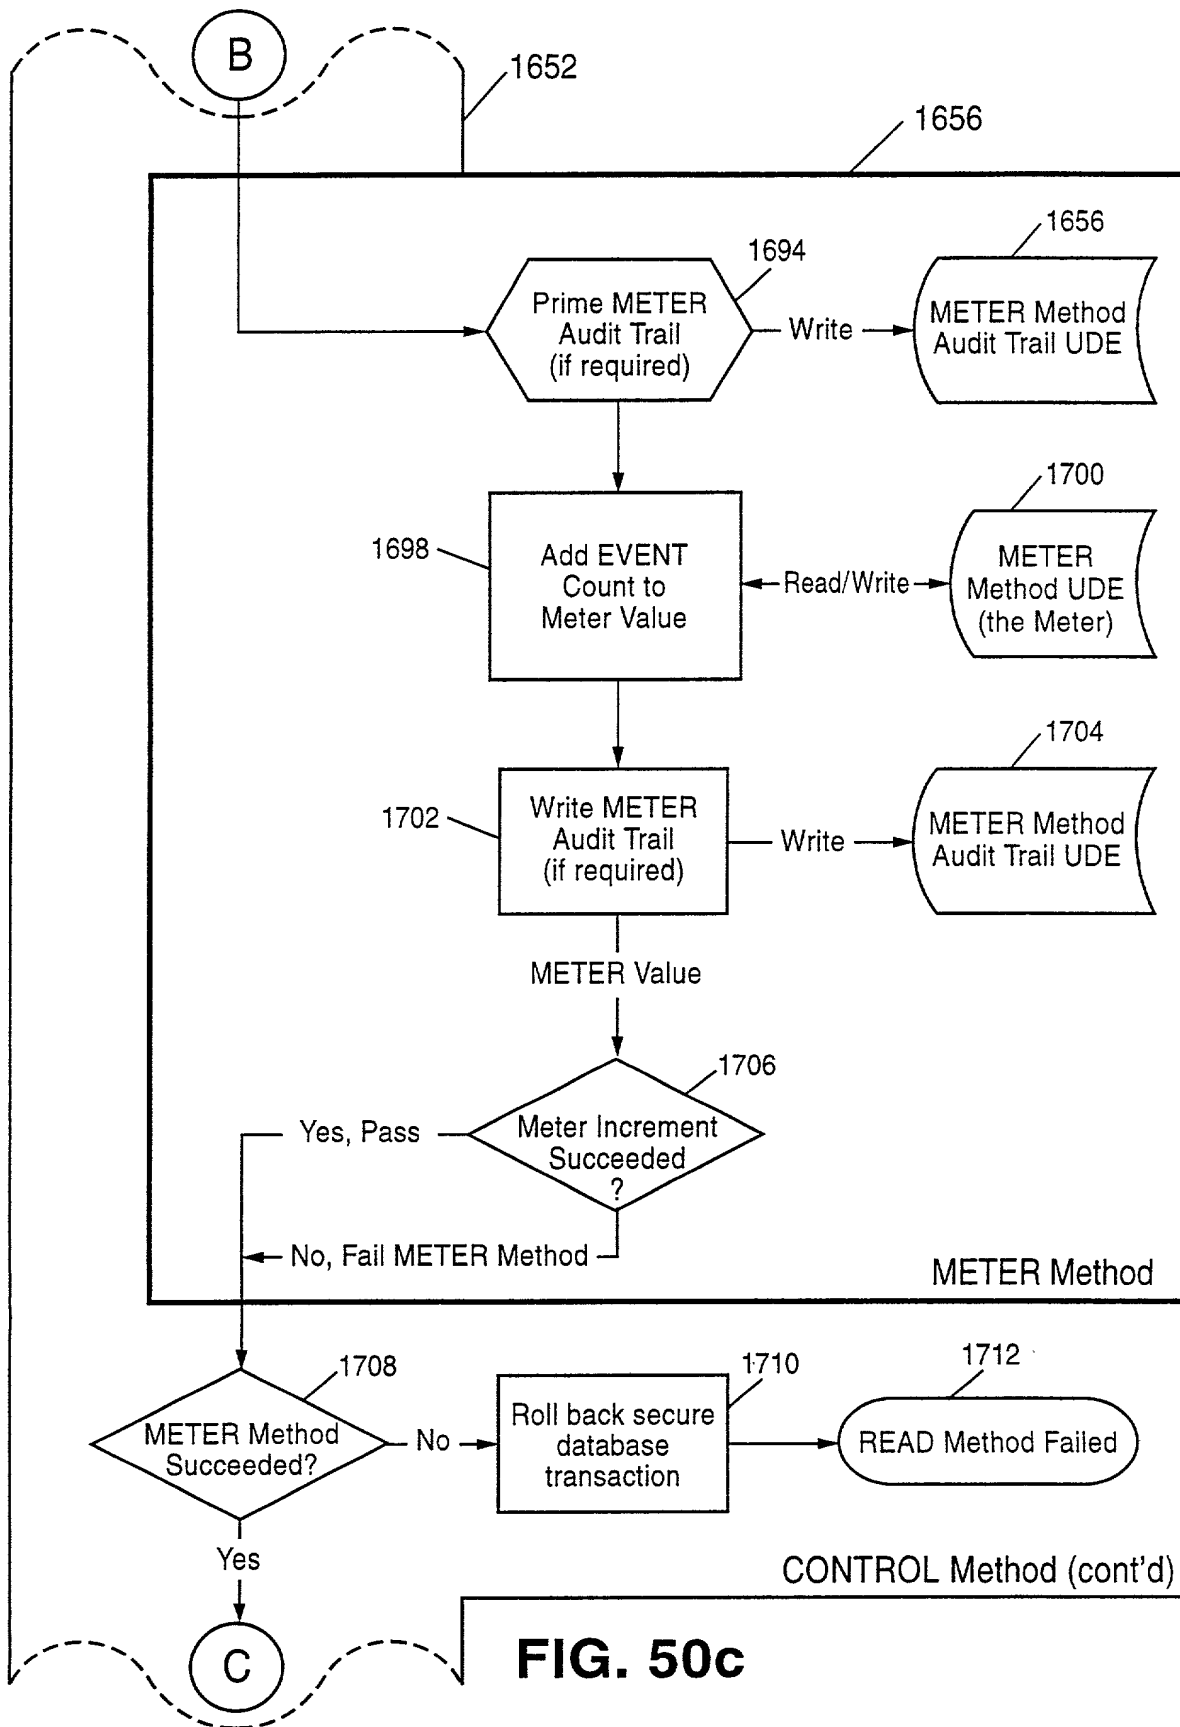 B
1652
1656
1656
1694
Prime METER
Audit Trail
(if required)
Write
METER Method
Audit Trail UDE
1700
1698
Add EVENT
Count to
Meter Value
Read/Write
METER
Method UDE
(the Meter)
1704
1702
Write METER
Audit Trail
(if required)
Write
METER Method
Audit Trail UDE
METER Value
1706
Yes, Pass
Meter Increment
Succeeded
?
No, Fail METER Method
METER Method
1708
METER Method
Succeeded?
No
1710
Roll back secure
database
transaction
1712
READ Method Failed
Yes
CONTROL Method (cont'd)
C
FIG. 50c